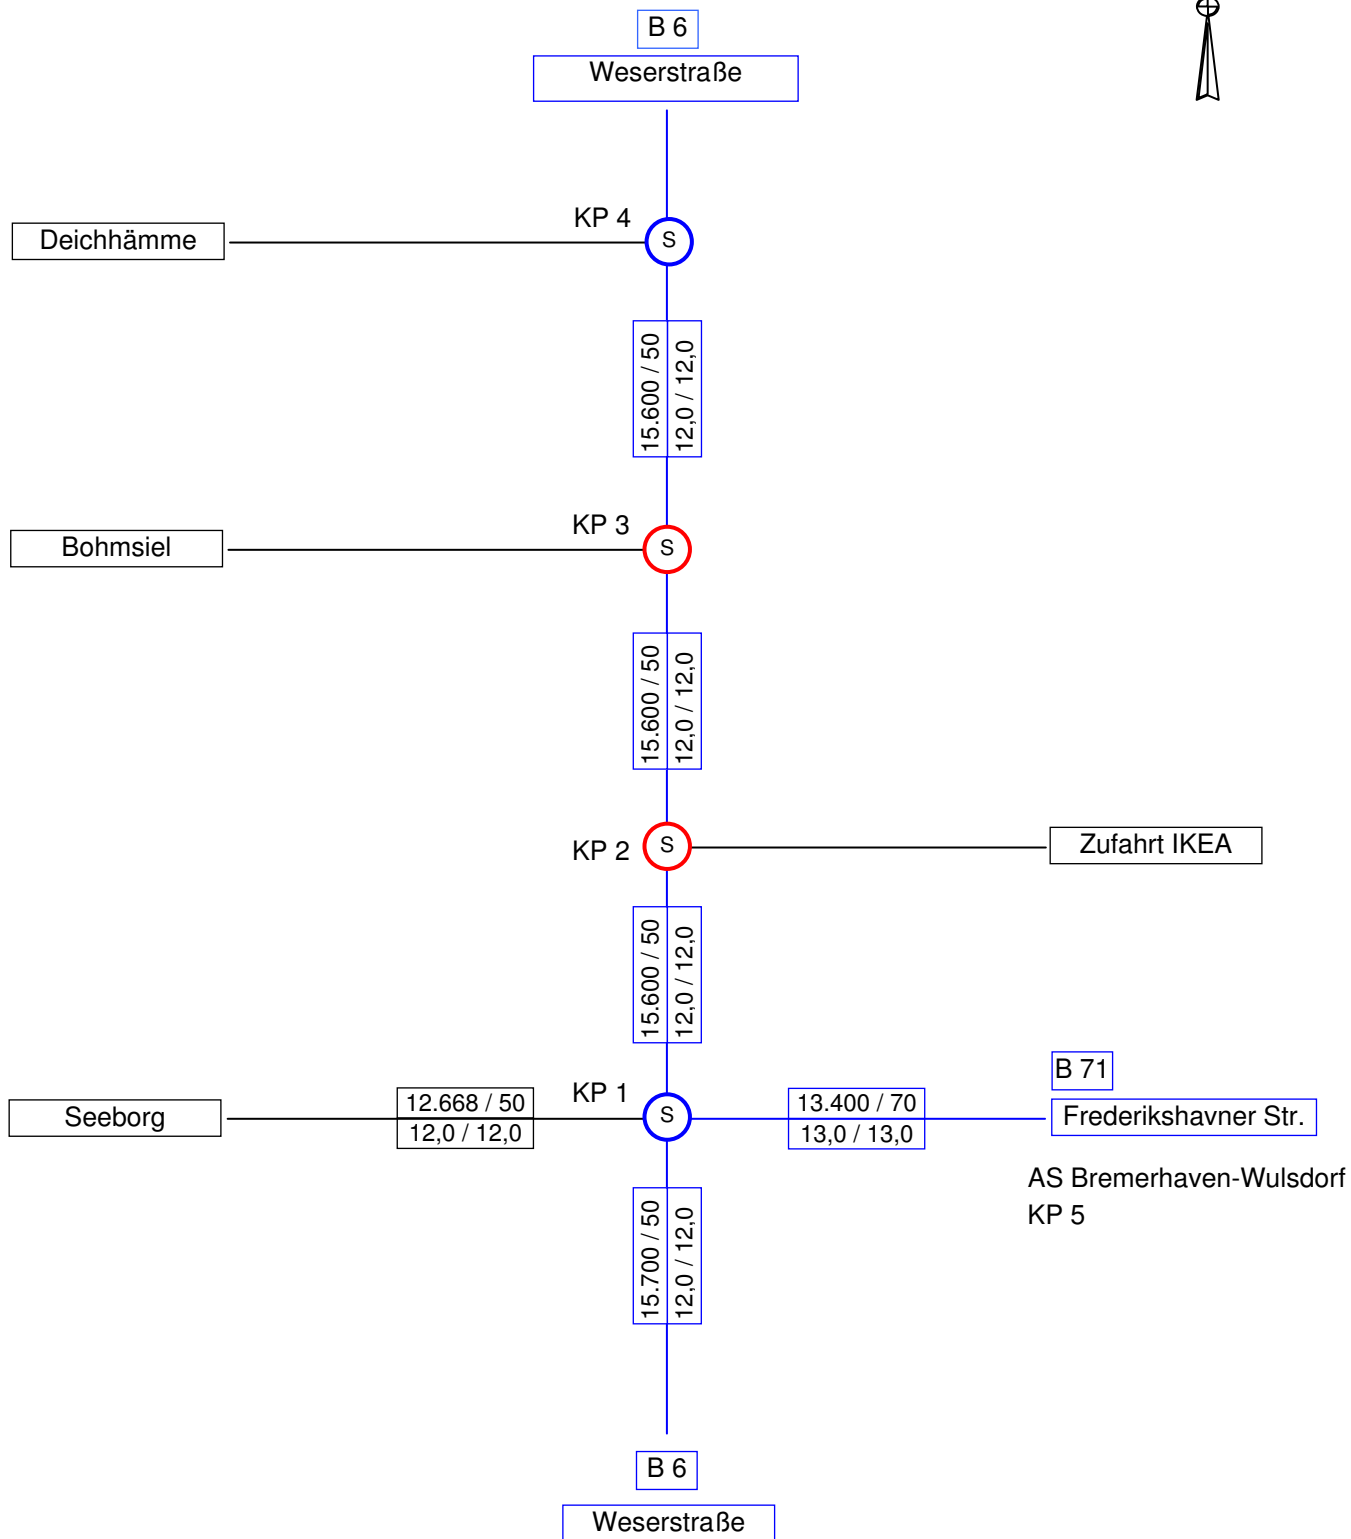 B 6
Weserstraße
KP 4
Deichhämme
S
15.600 / 50
12,0 / 12,0
KP 3
Bohmsiel
S
15.600 / 50
12,0 / 12,0
KP 2
S
Zufahrt IKEA
15.600 / 50
12,0 / 12,0
B 71
KP 1
Seeborg
12.668 / 50
12,0 / 12,0
S
13.400 / 70
13,0 / 13,0
Frederikshavner Str.
AS Bremerhaven-Wulsdorf
KP 5
15.700 / 50
12,0 / 12,0
B 6
Weserstraße